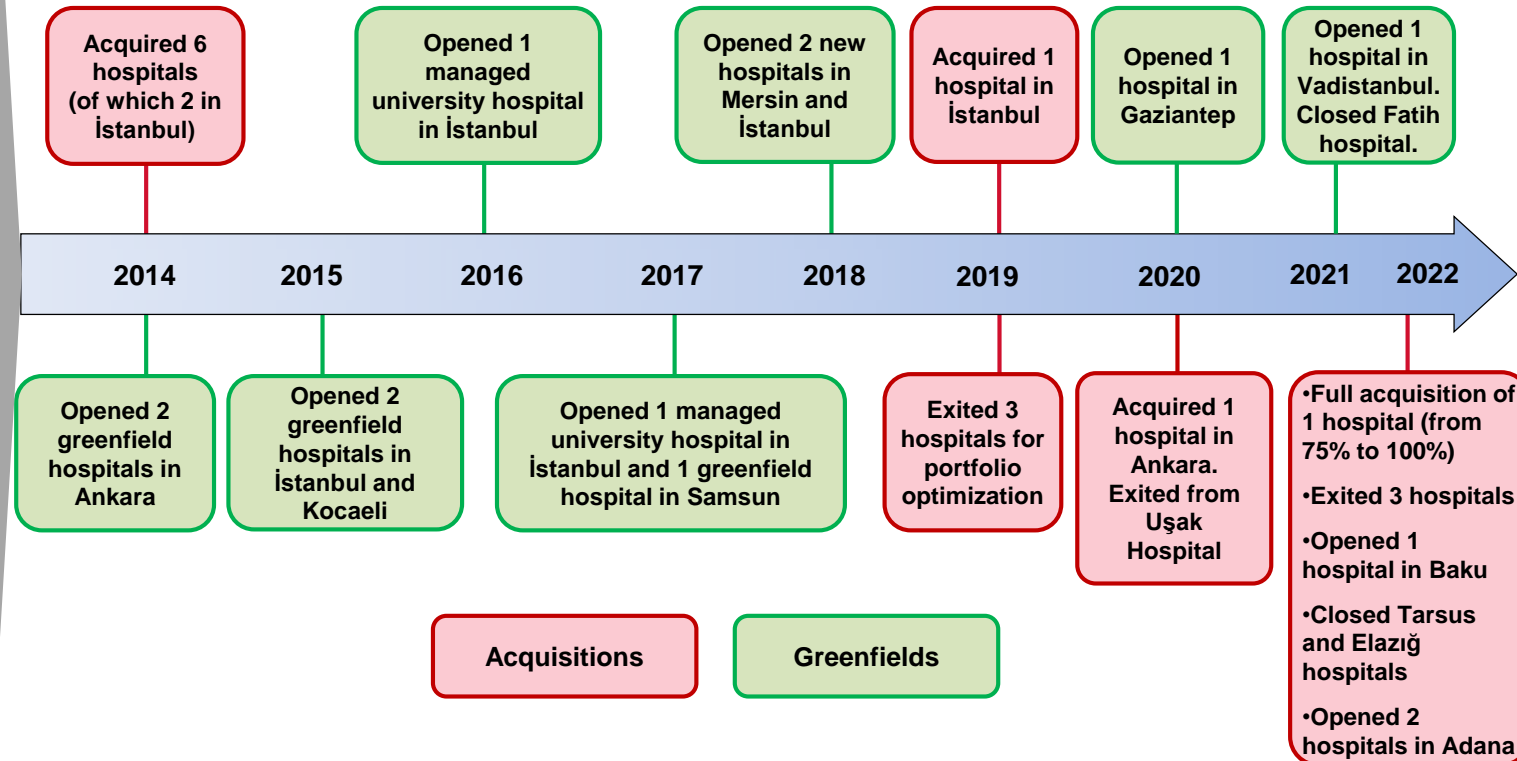 Acquired 6
hospitals
(of which 2 in
İstanbul)
Opened 1
managed
university hospital
in İstanbul
Opened 2 new
hospitals in
Mersin and
İstanbul
Acquired 1
hospital in
İstanbul
Opened 1
hospital in
Gaziantep
Opened 1
hospital in
Vadistanbul.
Closed Fatih
hospital.
2014
2015
2016
2017
2018
2019
2020
2021
2022
Opened 2
greenfield
hospitals in
Ankara
Opened 2
greenfield
hospitals in
İstanbul and
Kocaeli
Opened 1 managed
university hospital in
İstanbul and 1 greenfield
hospital in Samsun
Exited 3
hospitals for
portfolio
optimization
Acquired 1
hospital in
Ankara.
Exited from
Uşak
Hospital
•Full acquisition of
1 hospital (from
75% to 100%)
•Exited 3 hospitals
•Opened 1
hospital in Baku
•Closed Tarsus
and Elazığ
hospitals
•Opened 2
hospitals in Adana
Acquisitions
Greenfields